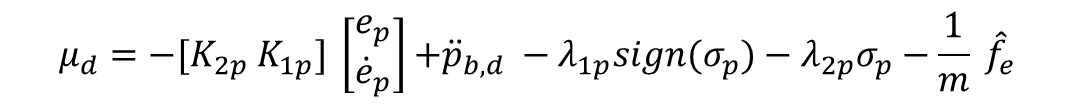 μ_d = −[K_{2p} K_{1p}] [e_p ė_p] + p̈_{b,d} − λ_{1p}sign(σ_p) − λ_{2p}σ_p − 1/m f̂_e